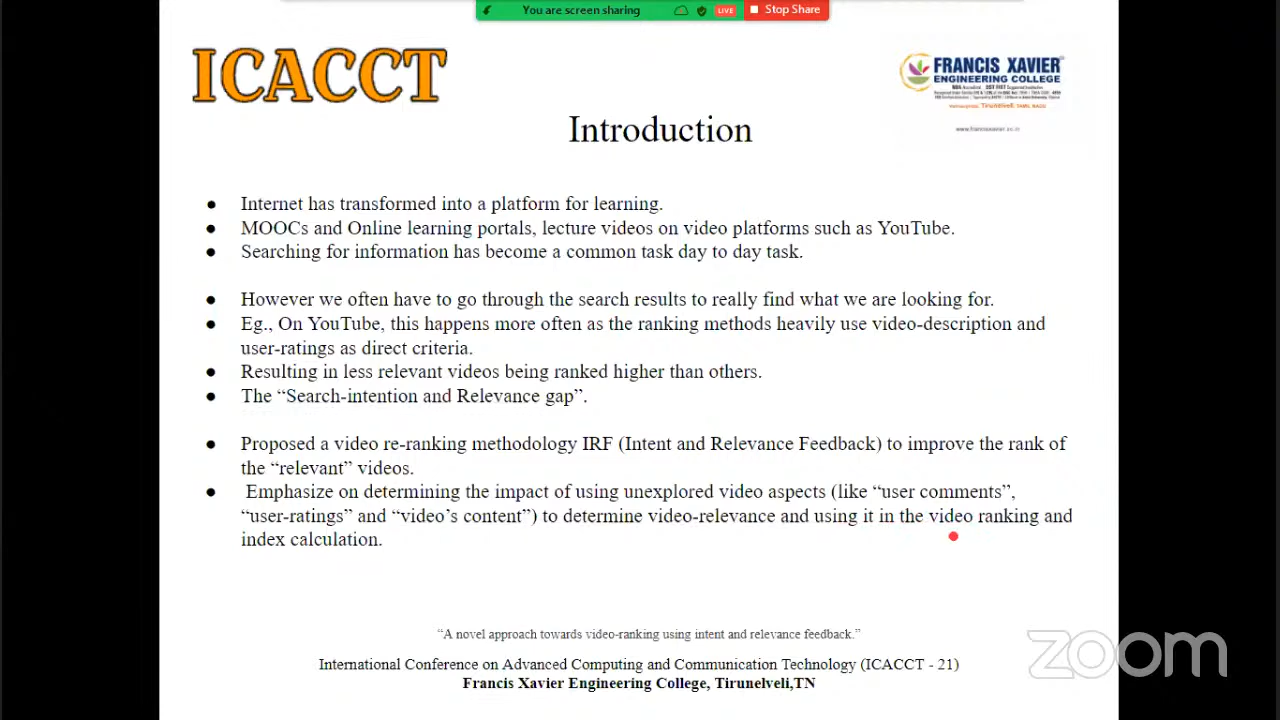 You are screen sharing
LIVE
Stop Share
ICACCT
FRANCIS XAVIER
ENGINEERING COLLEGE
Introduction
● Internet has transformed into a platform for learning.
● MOOCs and Online learning portals, lecture videos on video platforms such as YouTube.
● Searching for information has become a common task day to day task.
● However we often have to go through the search results to really find what we are looking for.
● Eg., On YouTube, this happens more often as the ranking methods heavily use video-description and
user-ratings as direct criteria.
● Resulting in less relevant videos being ranked higher than others.
● The “Search-intention and Relevance gap”.
● Proposed a video re-ranking methodology IRF (Intent and Relevance Feedback) to improve the rank of
the “relevant” videos.
● Emphasize on determining the impact of using unexplored video aspects (like “user comments”,
“user-ratings” and “video’s content”) to determine video-relevance and using it in the video ranking and
index calculation.
“A novel approach towards video-ranking using intent and relevance feedback.”
International Conference on Advanced Computing and Communication Technology (ICACCT - 21)
Francis Xavier Engineering College, Tirunelveli,TN
zoom